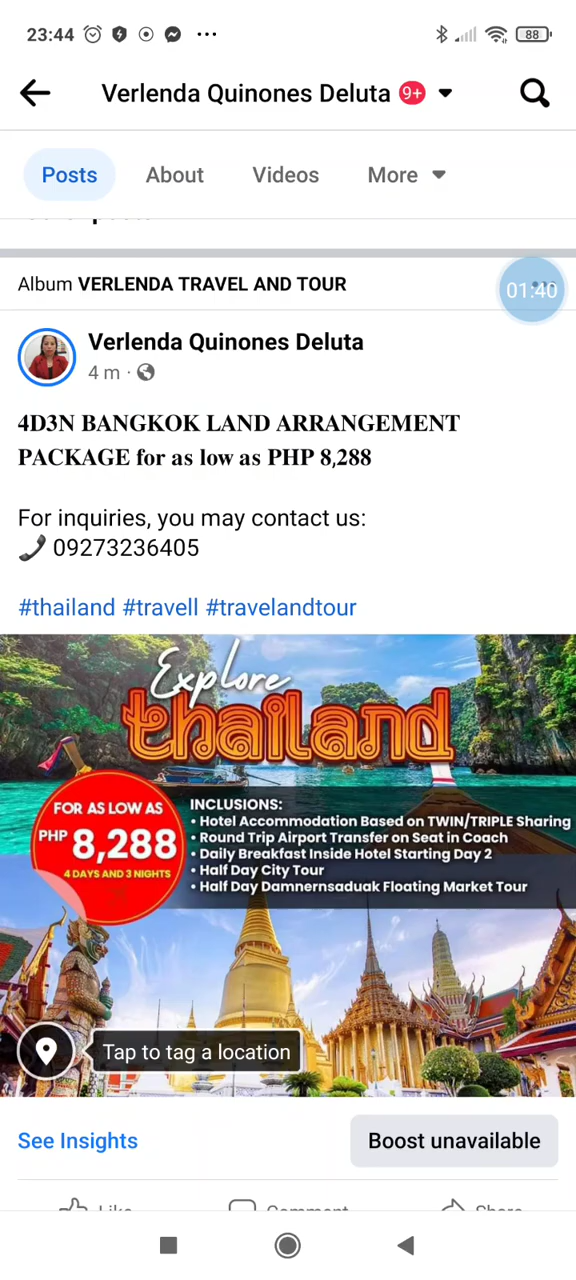 23:44
88
Verlenda Quinones Deluta 9+
Posts About Videos More
Album VERLENDA TRAVEL AND TOUR
01:40
Verlenda Quinones Deluta
4 m ·
4D3N BANGKOK LAND ARRANGEMENT
PACKAGE for as low as PHP 8,288
For inquiries, you may contact us:
09273236405
#thailand #travell #travelandtour
Explore
thailand
FOR AS LOW AS
PHP 8,288
4 DAYS AND 3 NIGHTS
INCLUSIONS:
• Hotel Accommodation Based on TWIN/TRIPLE Sharing
• Round Trip Airport Transfer on Seat in Coach
• Daily Breakfast Inside Hotel Starting Day 2
• Half Day City Tour
• Half Day Damnernsaduak Floating Market Tour
Tap to tag a location
See Insights
Boost unavailable
Like Comment Share